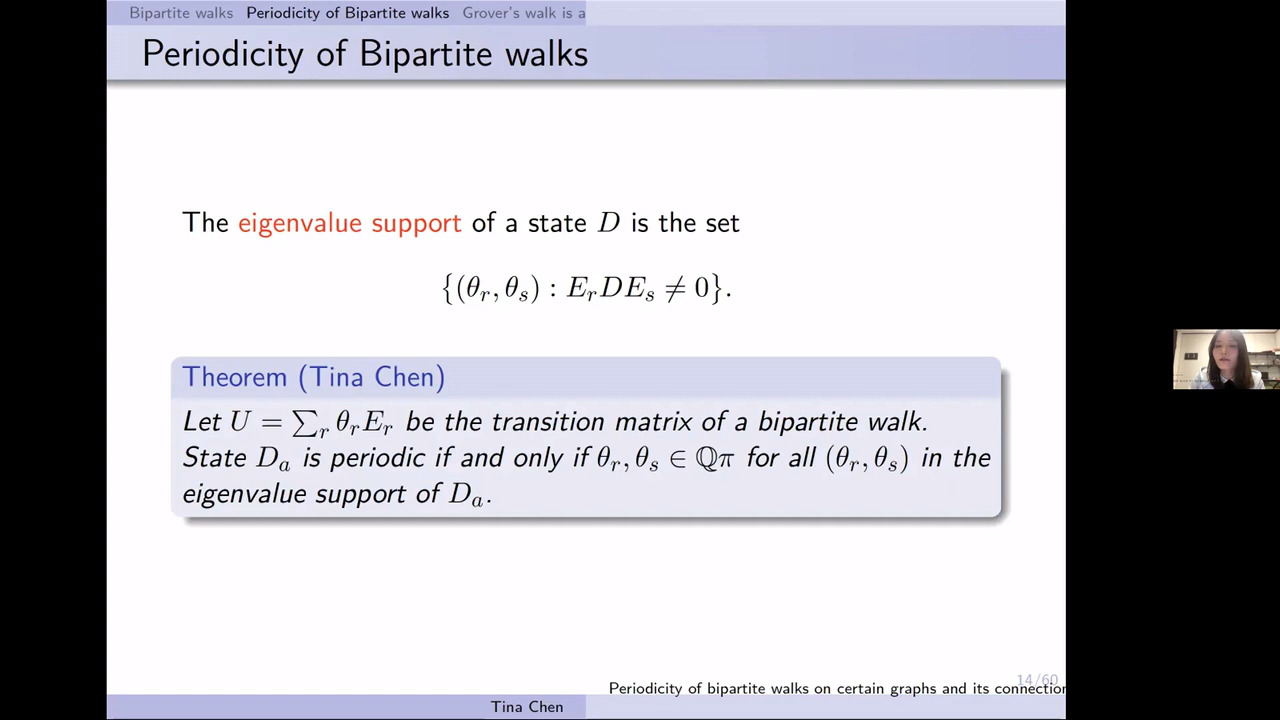 Bipartite walks Periodicity of Bipartite walks Grover's walk is a
Periodicity of Bipartite walks
The eigenvalue support of a state D is the set
{(θ_r, θ_s) : E_r D E_s ≠ 0}.
Theorem (Tina Chen)
Let U = ∑_r θ_r E_r be the transition matrix of a bipartite walk.
State D_a is periodic if and only if θ_r, θ_s ∈ ℚπ for all (θ_r, θ_s) in the
eigenvalue support of D_a.
14/60
Periodicity of bipartite walks on certain graphs and its connection
Tina Chen